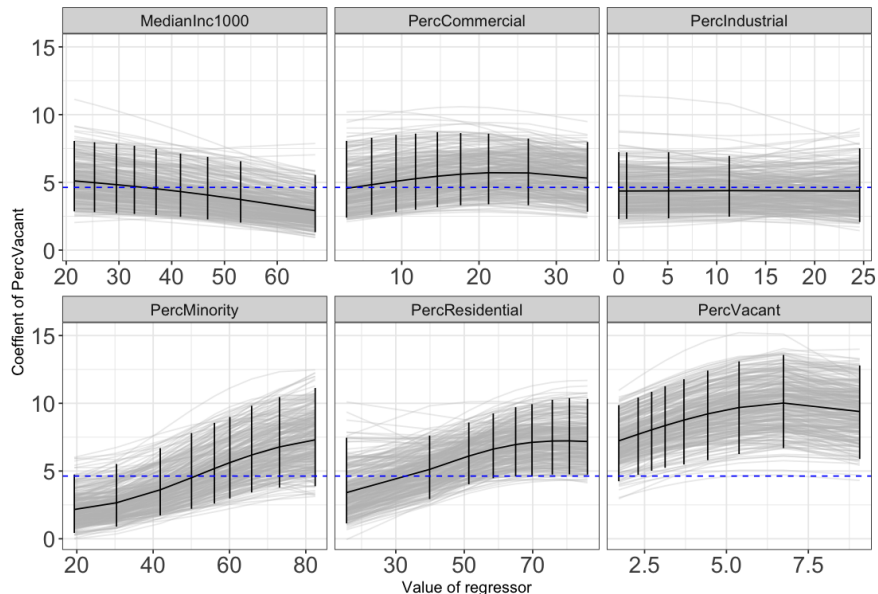 MedianInc1000 PercCommercial PercIndustrial
15
10
5
0
20 30 40 50 60 10 20 30 0 5 10 15 20 25
PercMinority PercResidential PercVacant
15
10
5
0
20 40 60 80 30 50 70 2.5 5.0 7.5
Value of regressor
Coeffient of PercVacant